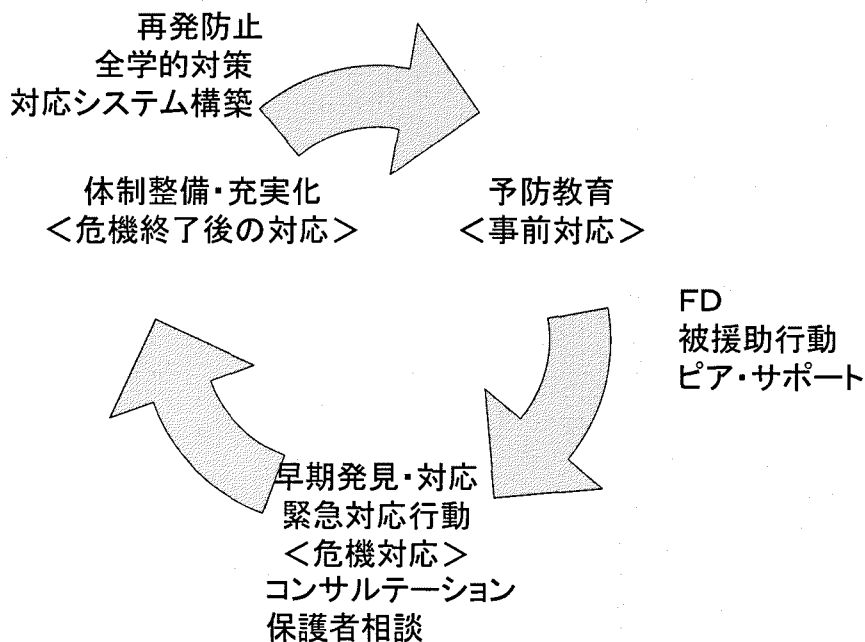 再発防止
全学的対策
対応システム構築
体制整備・充実化
＜危機終了後の対応＞
予防教育
＜事前対応＞
FD
被援助行動
ピア・サポート
早期発見・対応
緊急対応行動
＜危機対応＞
コンサルテーション
保護者相談